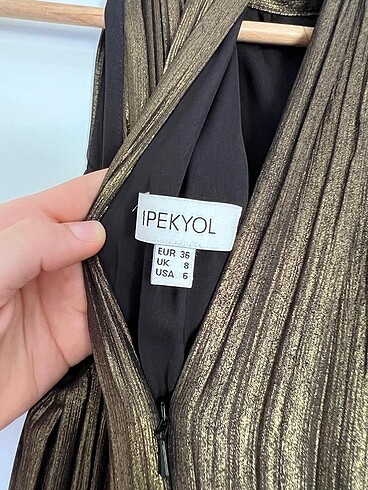 IPEKYOL
EUR 36
UK 8
USA 6